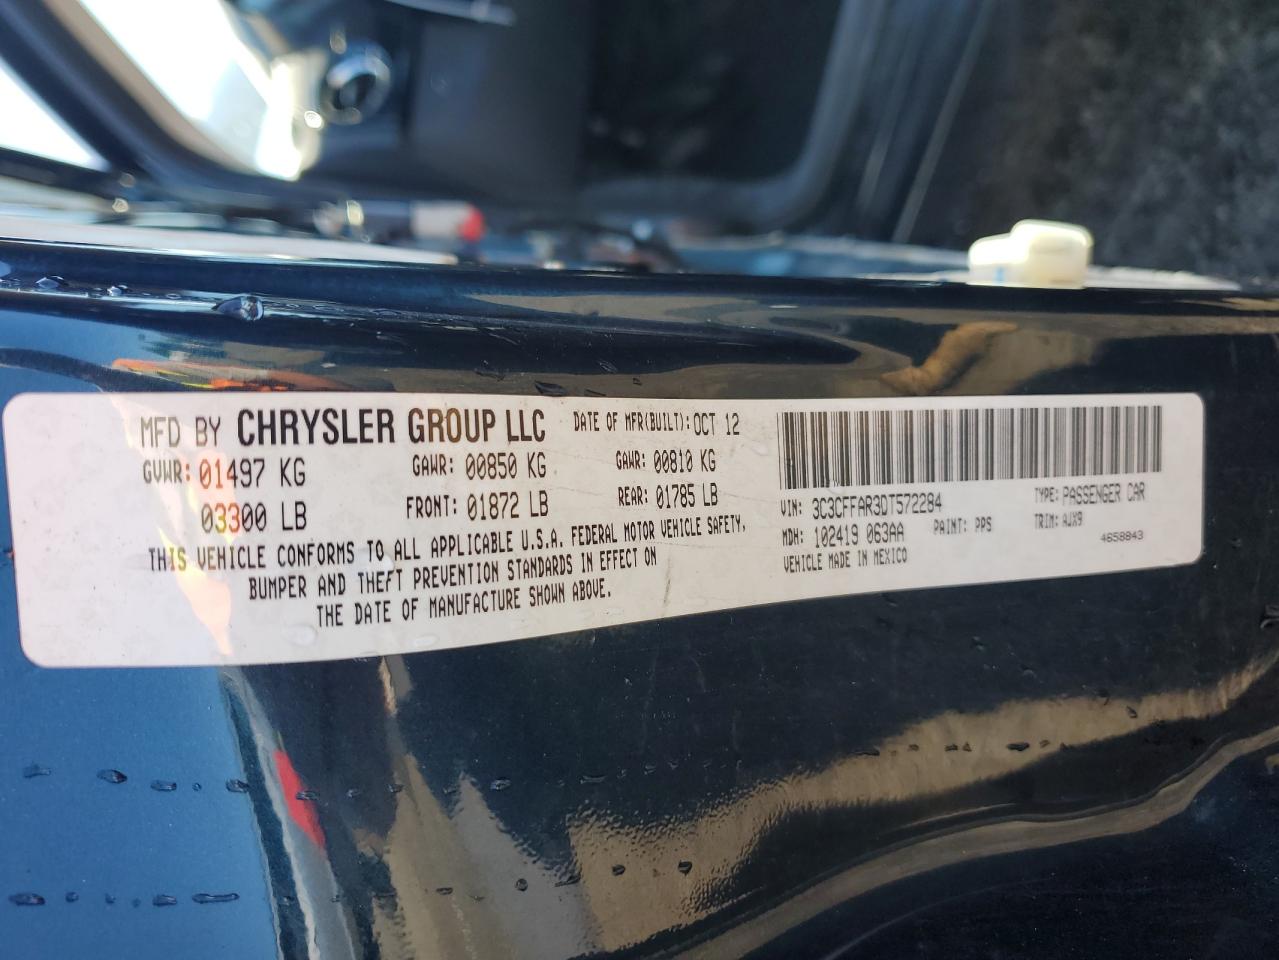 MFD BY CHRYSLER GROUP LLC DATE OF MFR(BUILT): OCT 12
GVWR: 01497 KG GAWR: 00850 KG GAWR: 00810 KG
03300 LB FRONT: 01872 LB REAR: 01785 LB
THIS VEHICLE CONFORMS TO ALL APPLICABLE U.S.A. FEDERAL MOTOR VEHICLE SAFETY,
BUMPER AND THEFT PREVENTION STANDARDS IN EFFECT ON
THE DATE OF MANUFACTURE SHOWN ABOVE.
VIN: 3C3CFFAR3DT572284 TYPE: PASSENGER CAR
MDH: 102419 063AA PAINT: PPS TRIM: AJX9
VEHICLE MADE IN MEXICO 4658843